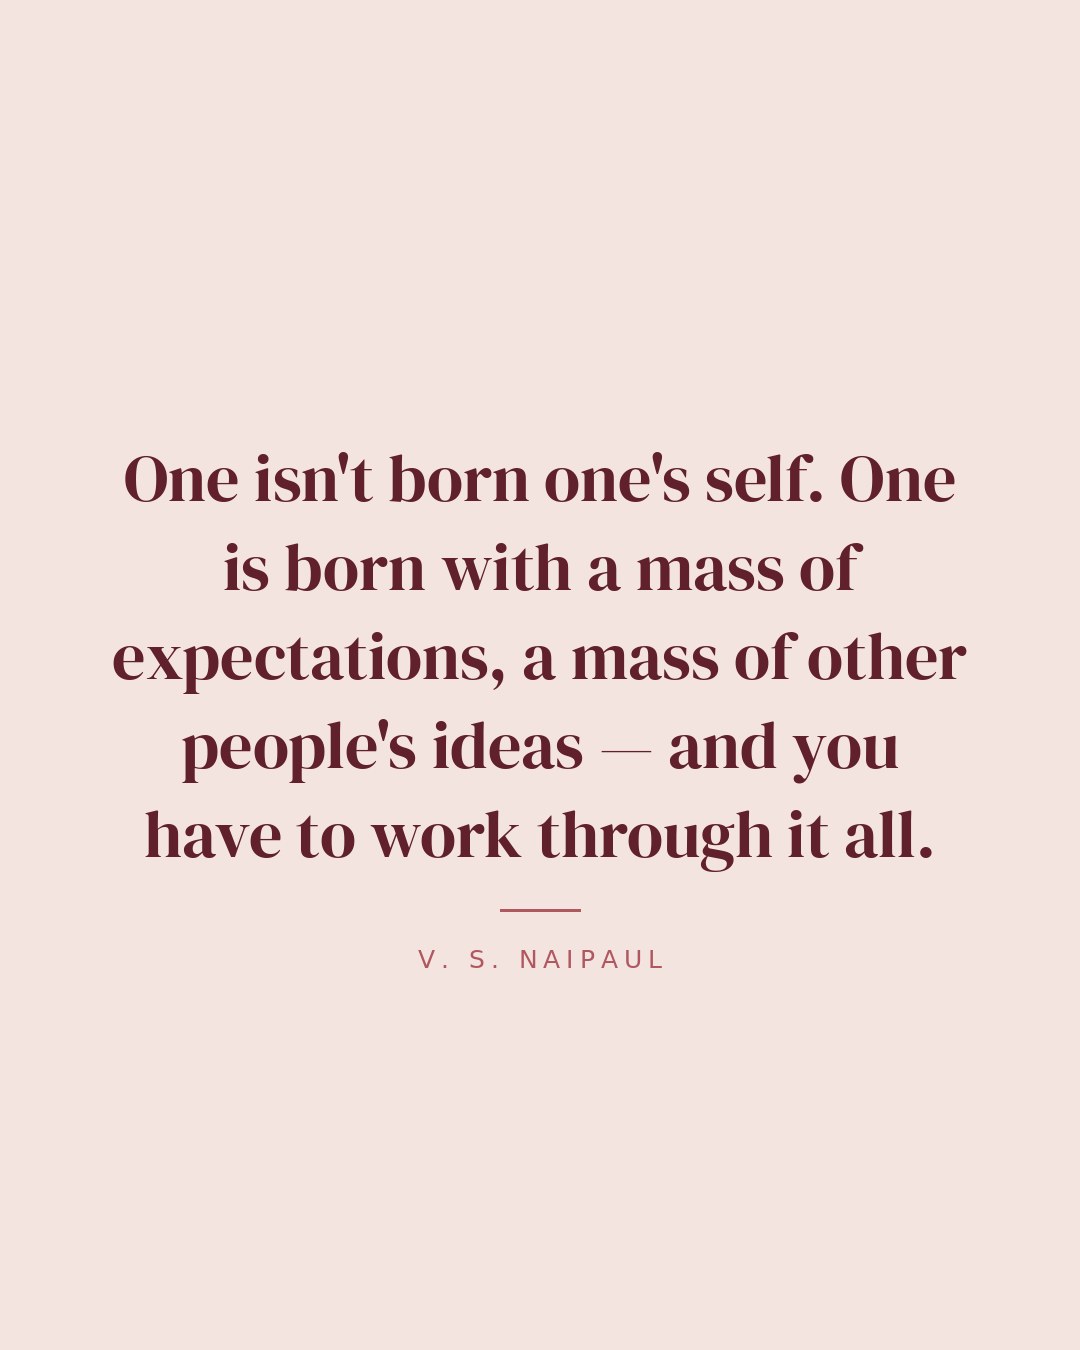 One isn't born one's self. One
is born with a mass of
expectations, a mass of other
people's ideas — and you
have to work through it all.
V. S. NAIPAUL